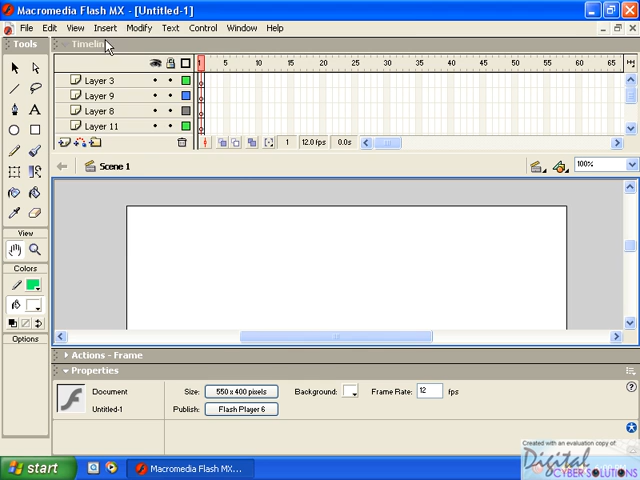 Macromedia Flash MX - [Untitled-1]
File Edit View Insert Modify Text Control Window Help
Tools
Timeline
1 5 10 15 20 25 30 35 40 45 50 55 60 65
Layer 3
Layer 9
Layer 8
Layer 11
1 12.0 fps 0.0s
Scene 1
100%
View
Colors
Options
Actions - Frame
Properties
Document
Size: 550 x 400 pixels
Background:
Frame Rate: 12 fps
Untitled-1
Publish: Flash Player 6
Created with an evaluation copy of:
Digital
CYBER SOLUTIONS
start
Macromedia Flash MX...